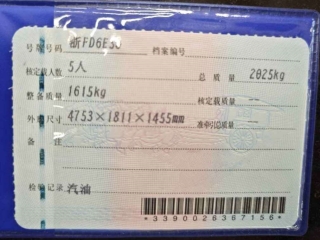 号牌号码 浙FD6E30 档案编号
核定载人数 5人 总质量 2025kg
整备质量 1615kg 核定载质量 --
外廓尺寸 4753×1811×1455mm 准牵引总质量 --
备注
检验记录 汽油
*3390026367156*